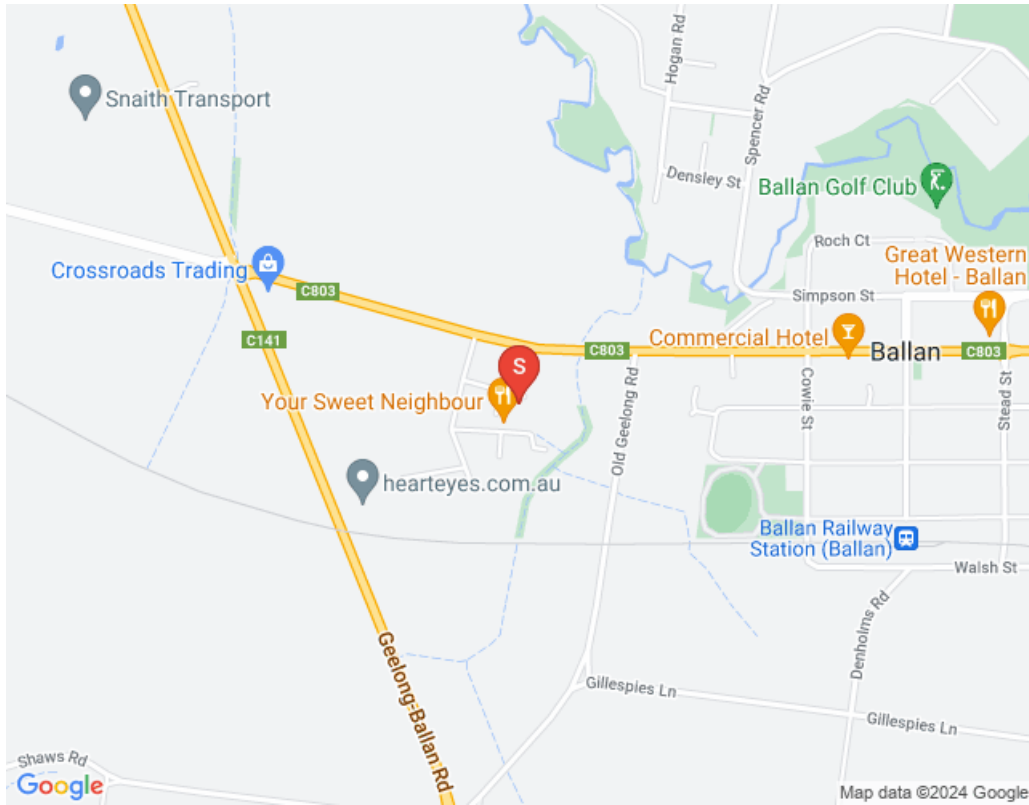 Snaith Transport
Hogan Rd
Spencer Rd
Densley St
Ballan Golf Club
Roch Ct
Great Western
Hotel - Ballan
Crossroads Trading
C803
Simpson St
C141
Commercial Hotel
C803
Ballan
C803
S
Your Sweet Neighbour
Old Geelong Rd
Cowie St
Stead St
hearteyes.com.au
Ballan Railway
Station (Ballan)
Walsh St
Denholms Rd
Geelong-Ballan Rd
Gillespies Ln
Gillespies Ln
Shaws Rd
Google
Map data ©2024 Google